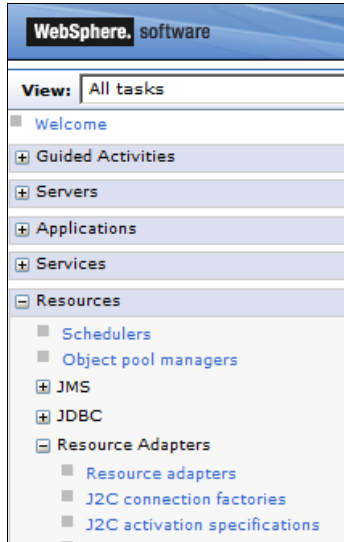 WebSphere. software
View: All tasks
Welcome
Guided Activities
Servers
Applications
Services
Resources
Schedulers
Object pool managers
JMS
JDBC
Resource Adapters
Resource adapters
J2C connection factories
J2C activation specifications